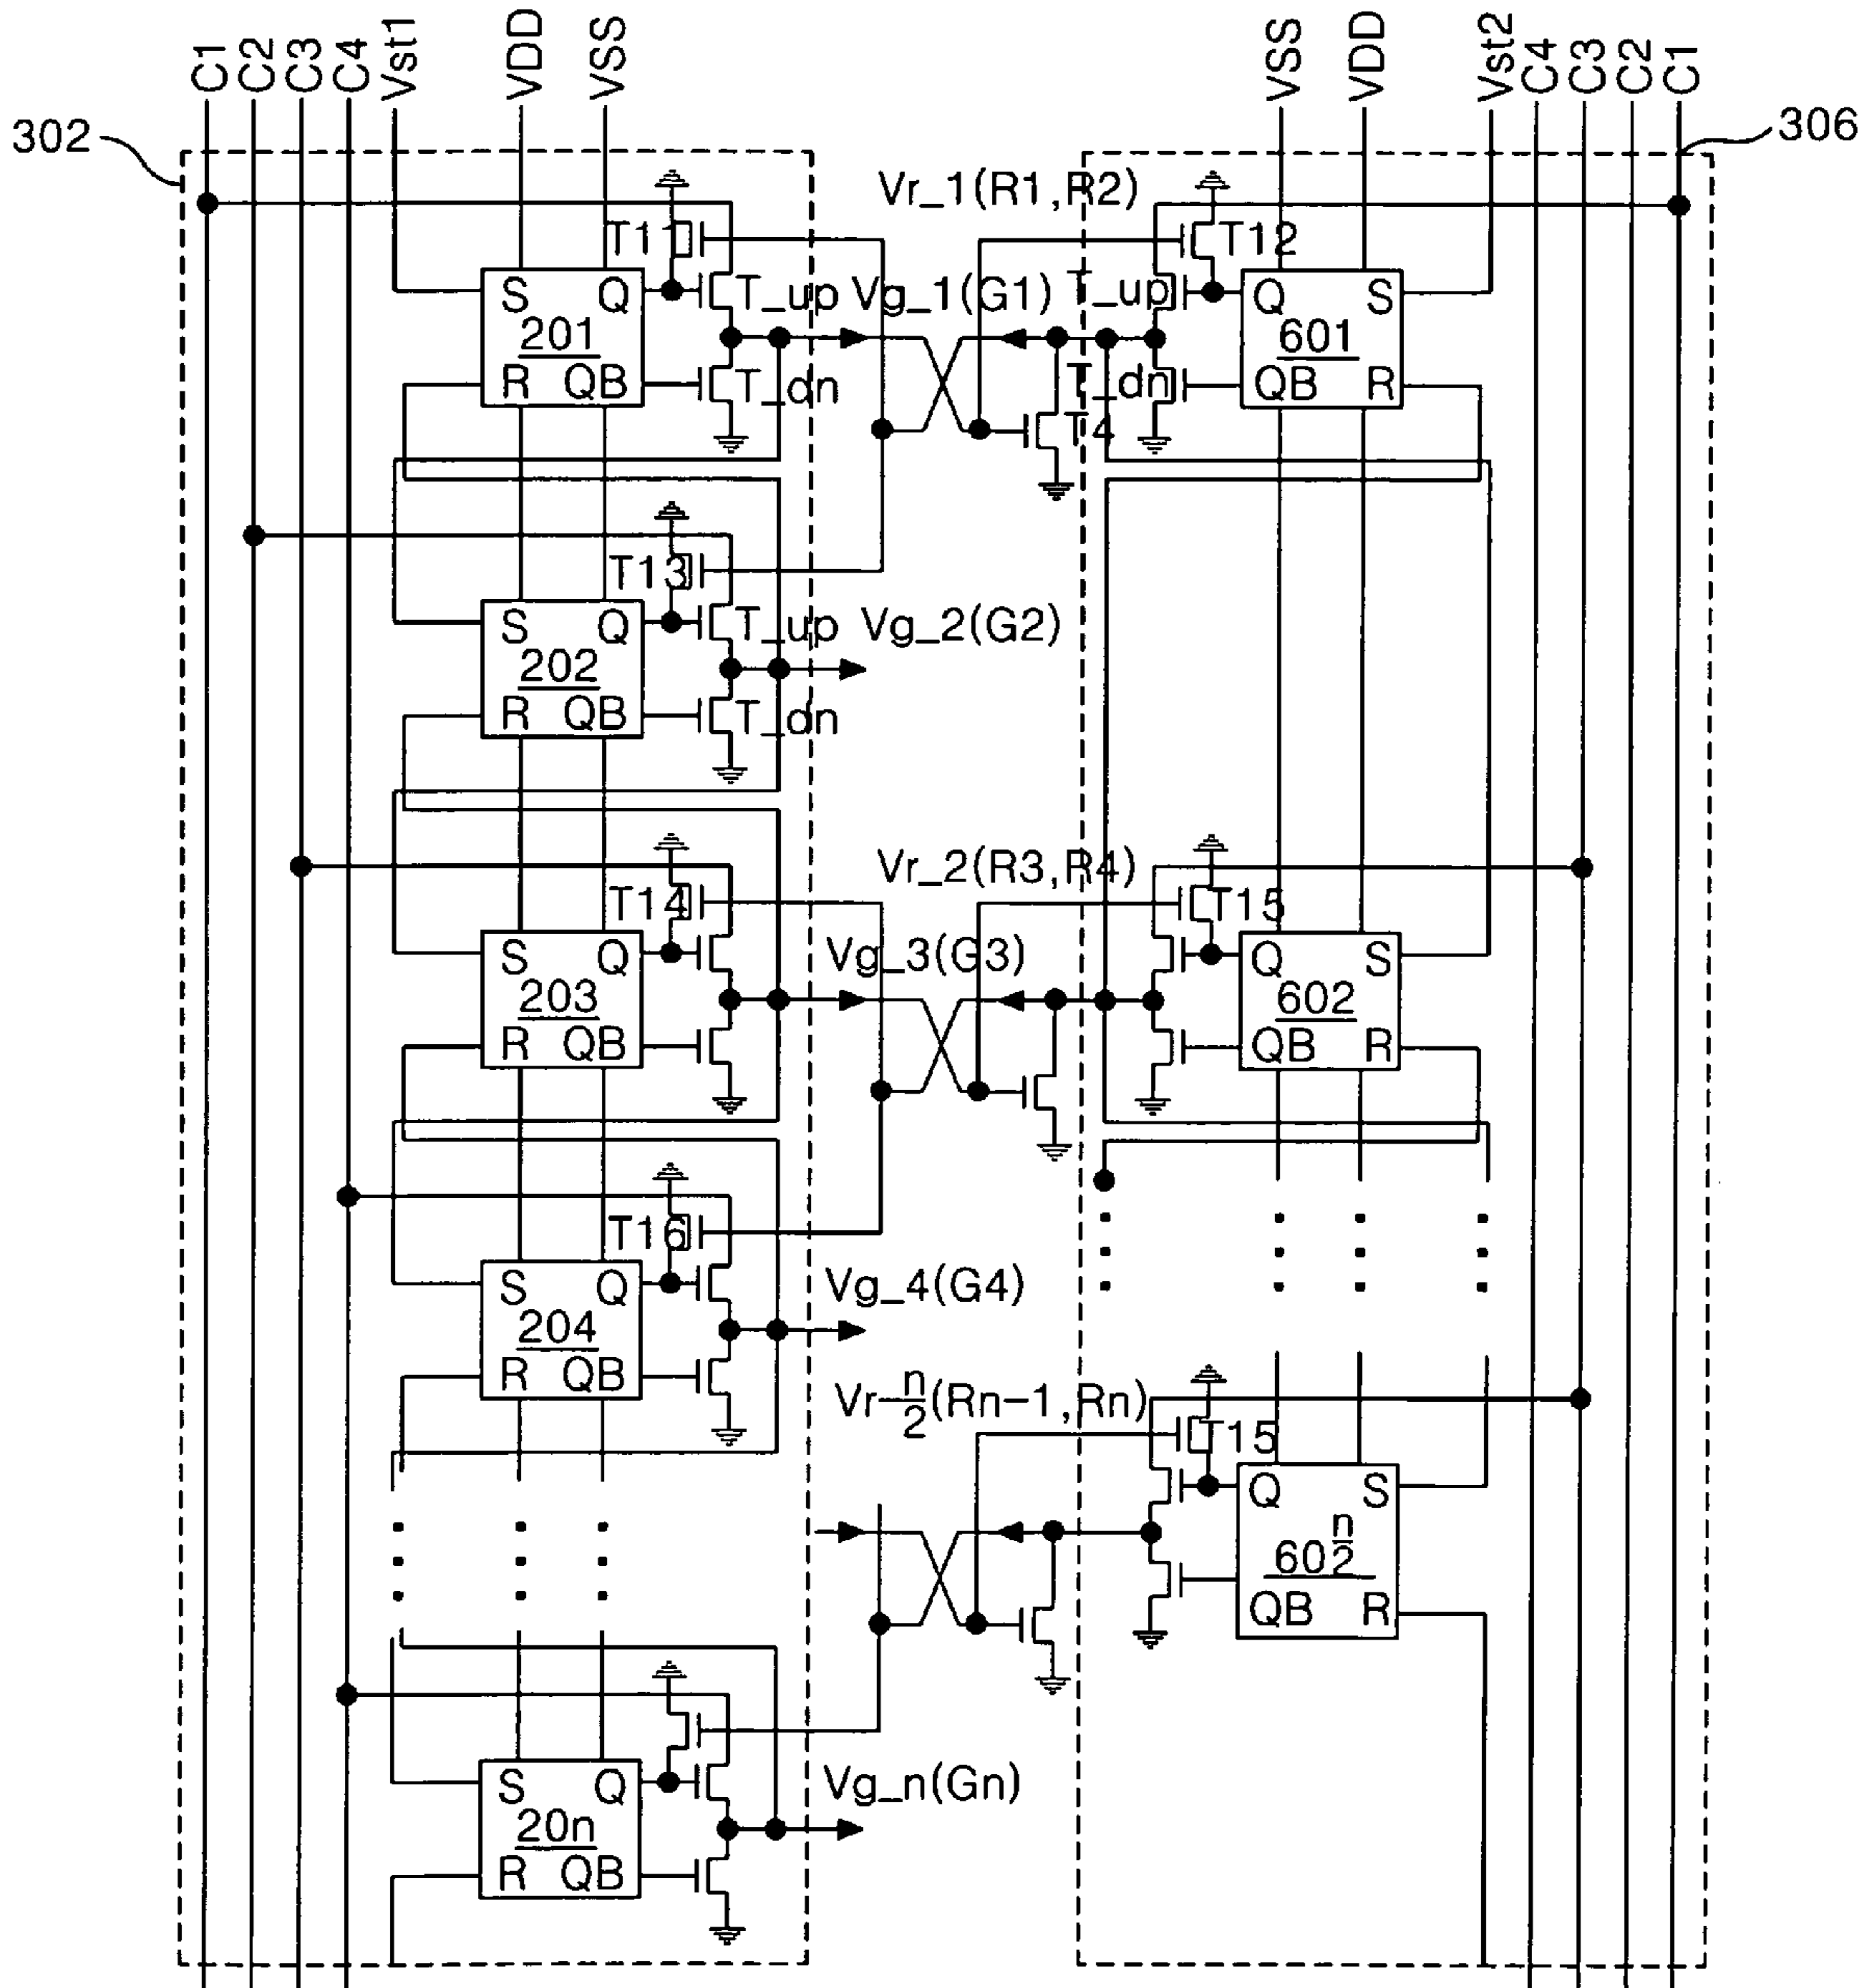 C1 C2 C3 C4 Vst1 VDD VSS VSS VDD Vst2 C4 C3 C2 C1
302 306
Vr_1(R1,R2)
T11 T12
S Q T_up Vg_1(G1) T_up Q S
201 601
R QB T_dn T_dn QB R
T4
T13
S Q T_up Vg_2(G2)
202
R QB T_dn
Vr_2(R3,R4)
T14 T15
S Q Vg_3(G3) Q S
203 602
R QB QB R
T16
S Q Vg_4(G4)
204
R QB
Vr-n/2(Rn-1,Rn)
T15
Q S
60n/2
QB R
S Q Vg_n(Gn)
20n
R QB